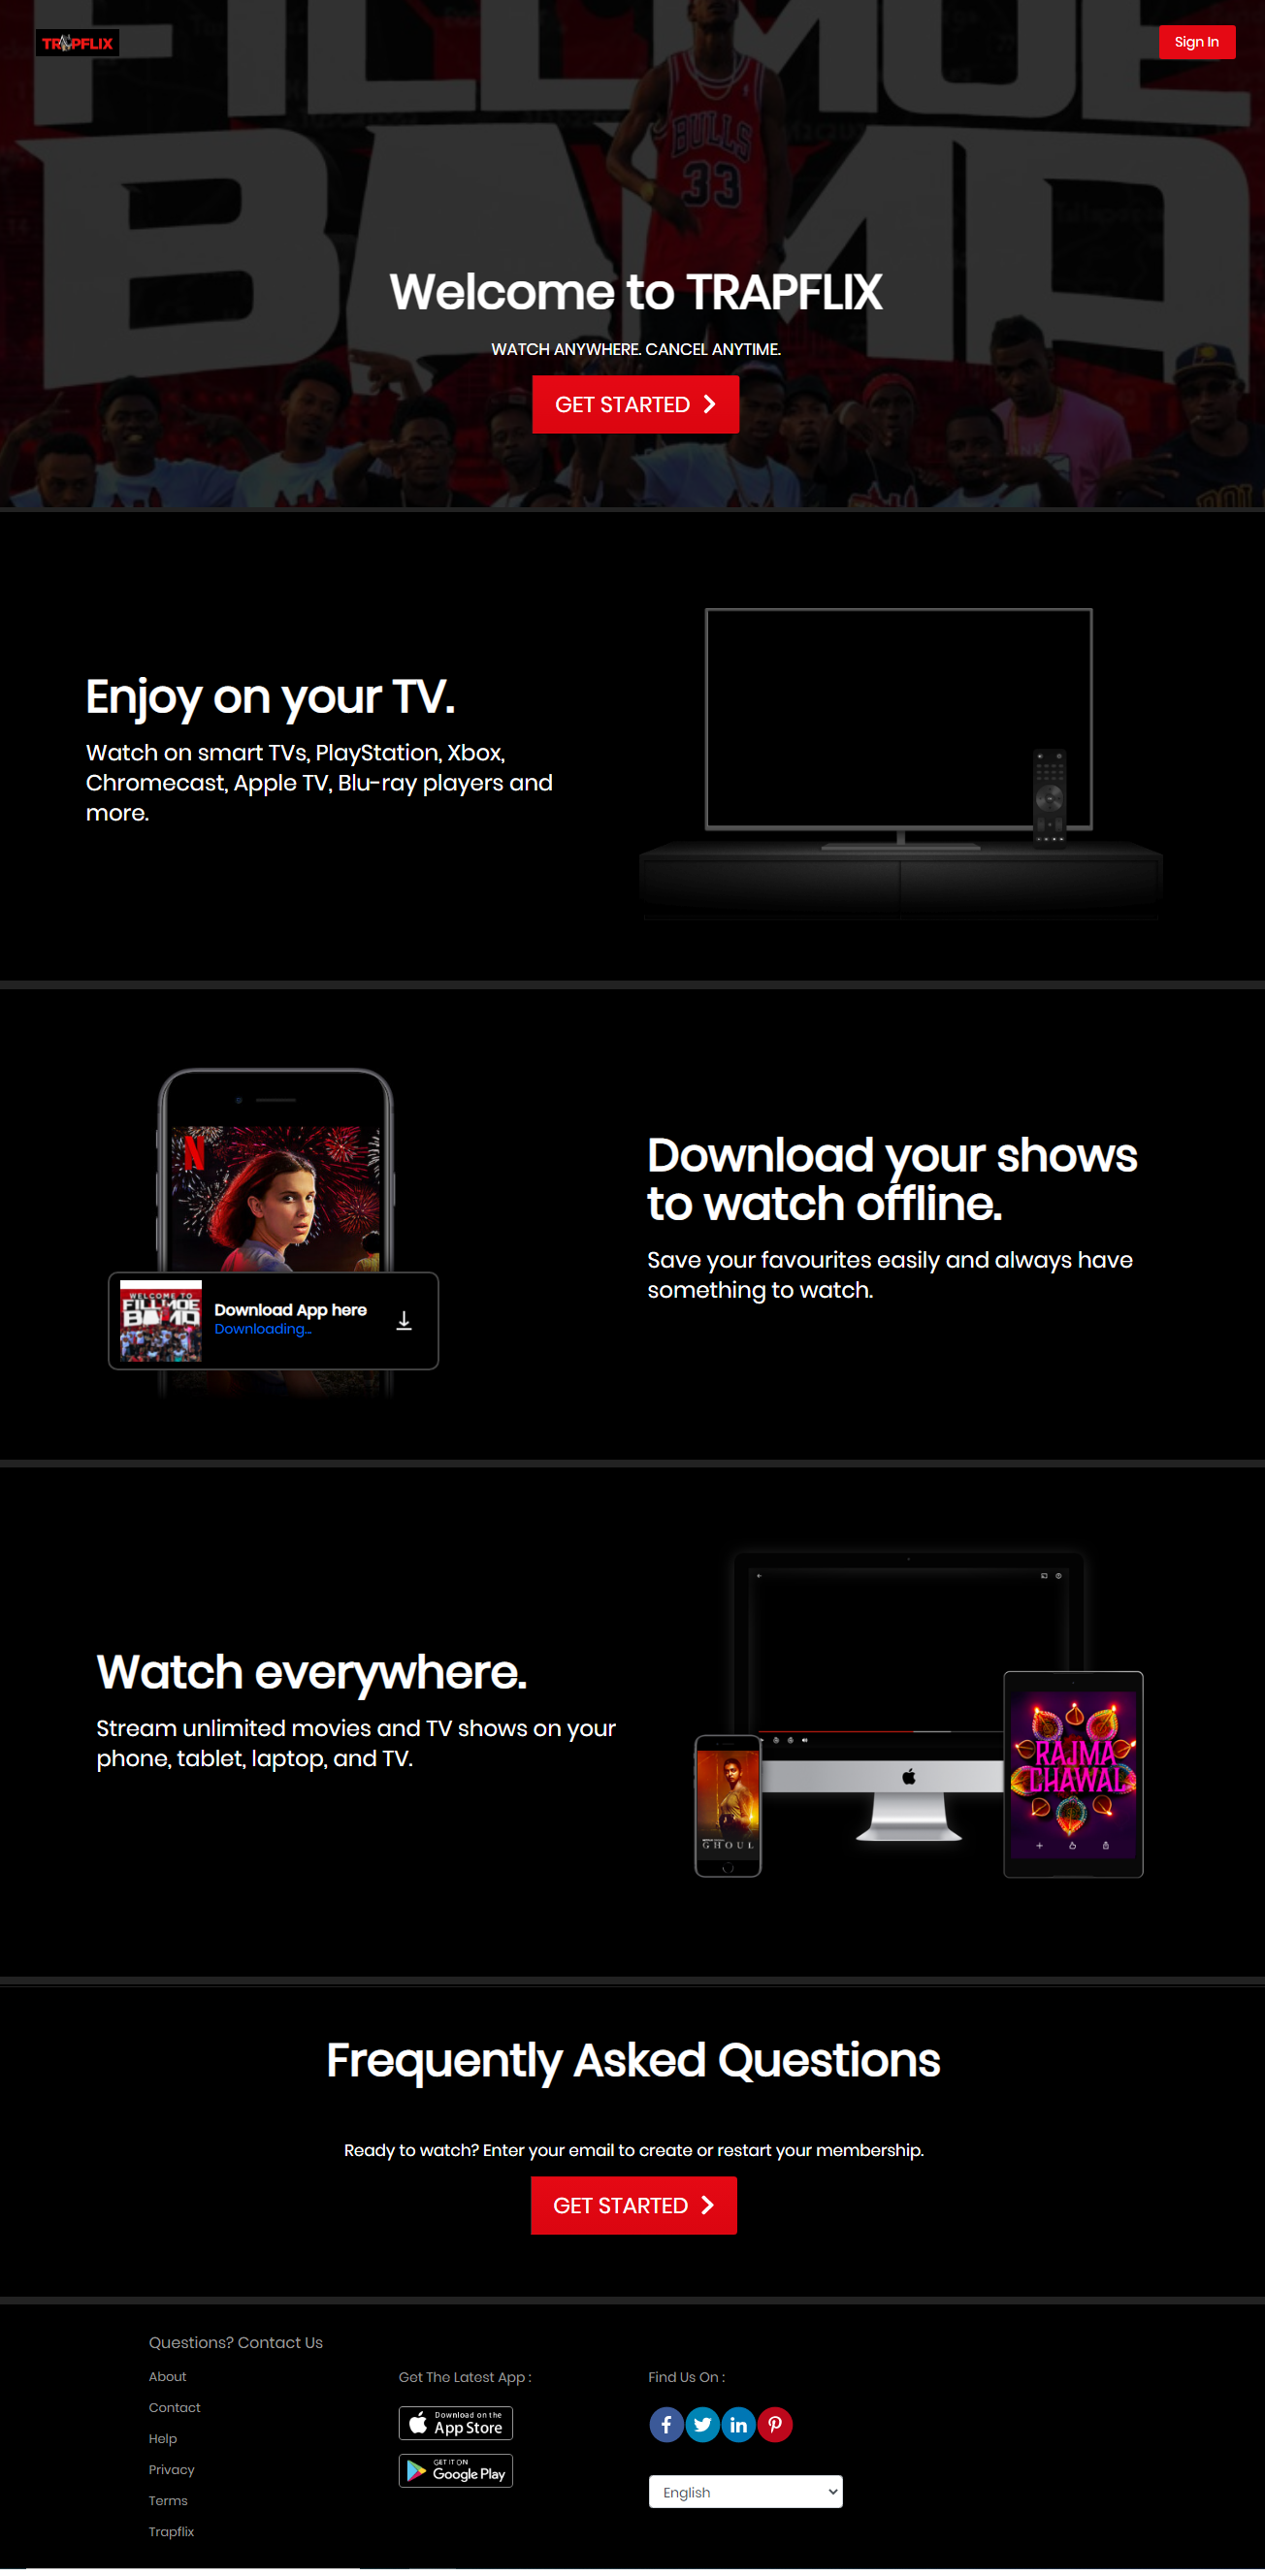 FILLMOE
BAMO
TRAPFLIX
Sign In
BULLS
33
Welcome to TRAPFLIX
WATCH ANYWHERE. CANCEL ANYTIME.
GET STARTED
Enjoy on your TV.
Watch on smart TVs, PlayStation, Xbox,
Chromecast, Apple TV, Blu-ray players and
more.
N
WELCOME TO
FILLMOE
BAMO
Download App here
Downloading...
Download your shows
to watch offline.
Save your favourites easily and always have
something to watch.
Watch everywhere.
Stream unlimited movies and TV shows on your
phone, tablet, laptop, and TV.
GHOUL
RAJMA
CHAWAL
Frequently Asked Questions
Ready to watch? Enter your email to create or restart your membership.
GET STARTED
Questions? Contact Us
About
Contact
Help
Privacy
Terms
Trapflix
Get The Latest App :
Download on the
App Store
GET IT ON
Google Play
Find Us On :
English